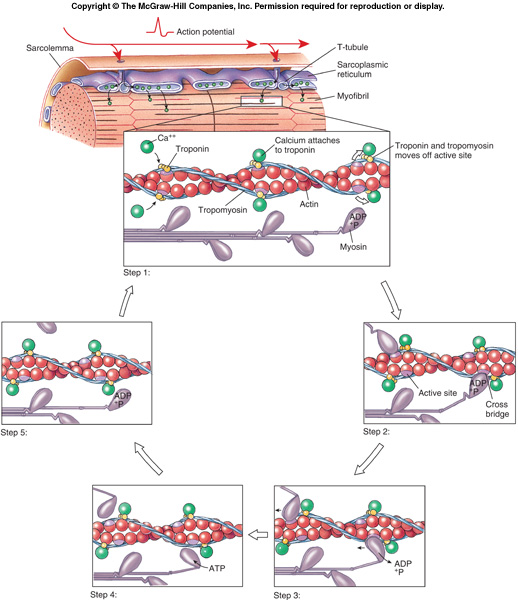 Copyright © The McGraw-Hill Companies, Inc. Permission required for reproduction or display.
Action potential
Sarcolemma
T-tubule
Sarcoplasmic
reticulum
Myofibril
Ca++
Troponin
Calcium attaches
to troponin
Troponin and tropomyosin
moves off active site
Tropomyosin
Actin
ADP
+P
Myosin
Step 1:
ADP
+P
Step 5:
Active site
ADP
+P
Cross
bridge
Step 2:
ATP
Step 4:
ADP
+P
Step 3: